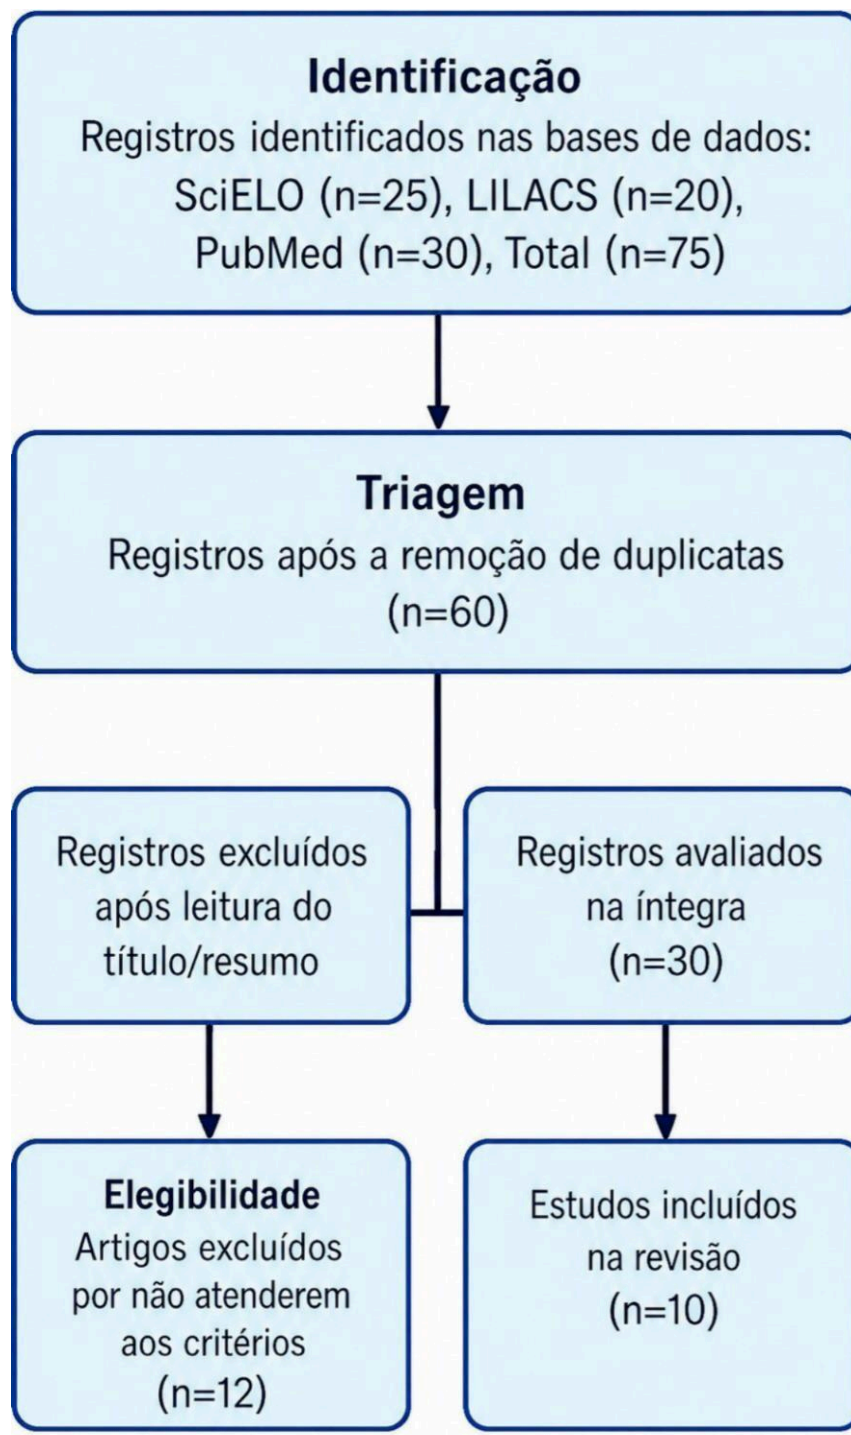 Identificação
Registros identificados nas bases de dados:
SciELO (n=25), LILACS (n=20),
PubMed (n=30), Total (n=75)
Triagem
Registros após a remoção de duplicatas
(n=60)
Registros excluídos
após leitura do
título/resumo
Registros avaliados
na íntegra
(n=30)
Elegibilidade
Artigos excluídos
por não atenderem
aos critérios
(n=12)
Estudos incluídos
na revisão
(n=10)